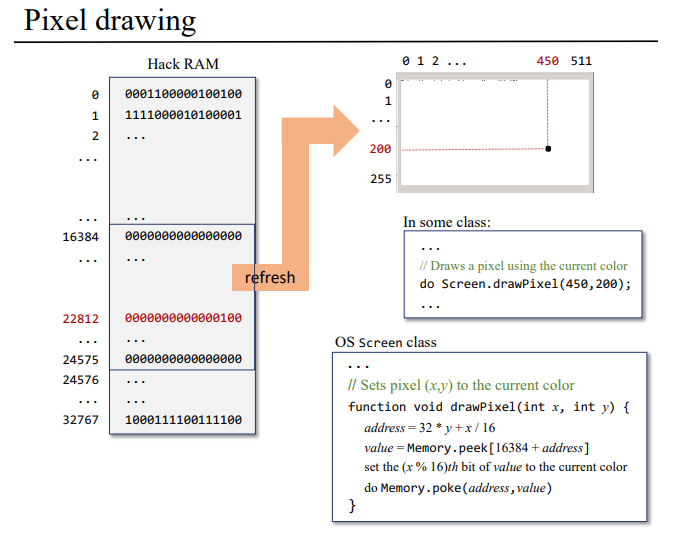 Pixel drawing
Hack RAM
0 0001100000100100
1 1111000010100001
2 ...
...
... ...
16384 0000000000000000
... ...
22812 0000000000000100
... ...
24575 0000000000000000
24576 ...
... ...
32767 1000111100111100
refresh
0 1 2 ... 450 511
0
1
...
200
255
In some class:
...
// Draws a pixel using the current color
do Screen.drawPixel(450,200);
...
OS Screen class
...
// Sets pixel (x,y) to the current color
function void drawPixel(int x, int y) {
address = 32 * y + x / 16
value = Memory.peek[16384 + address]
set the (x % 16)th bit of value to the current color
do Memory.poke(address,value)
}